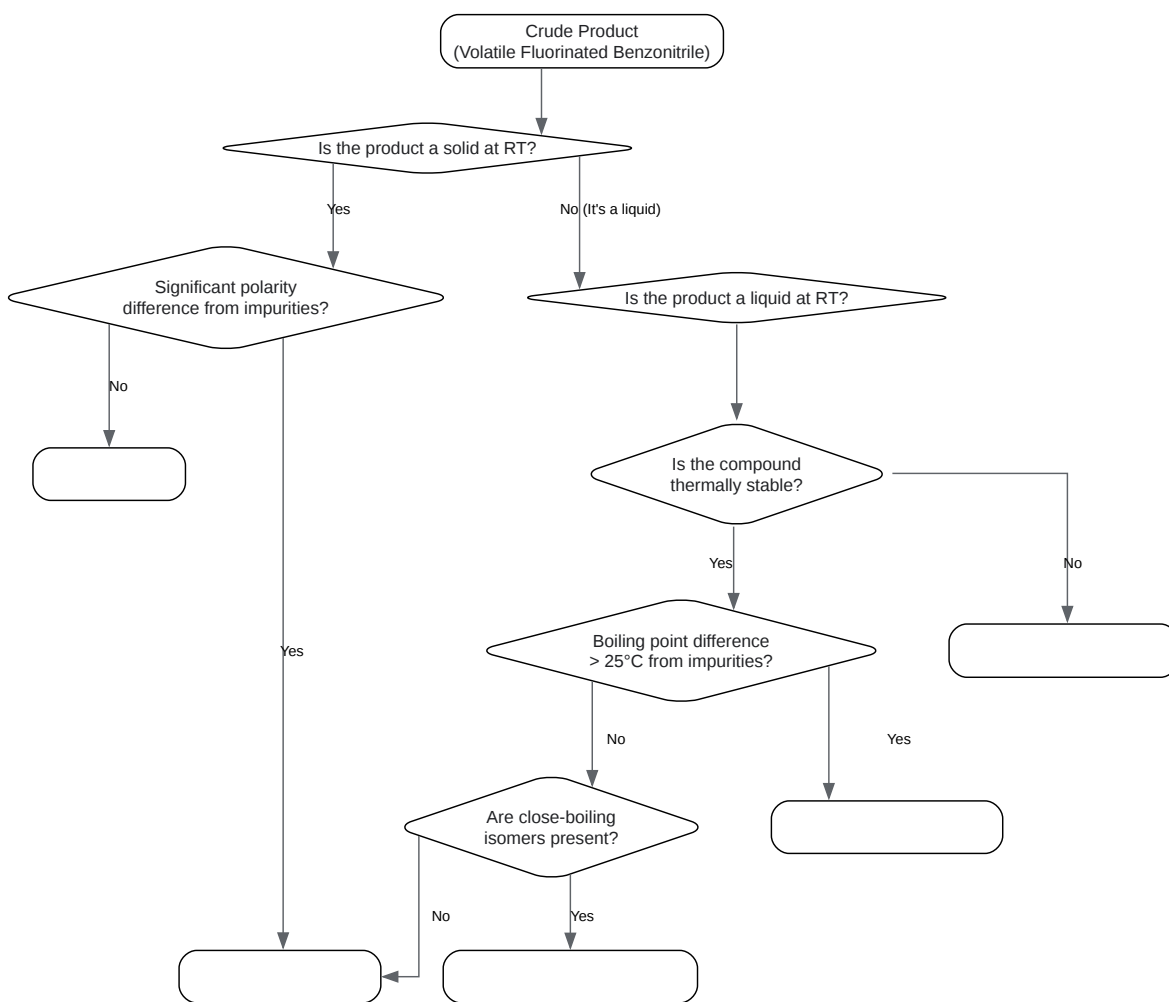 Crude Product
(Volatile Fluorinated Benzonitrile)
Is the product a solid at RT?
Yes
No (It's a liquid)
Significant polarity
difference from impurities?
Is the product a liquid at RT?
No
Is the compound
thermally stable?
Yes
No
Yes
Boiling point difference
> 25°C from impurities?
No
Yes
Are close-boiling
isomers present?
No
Yes